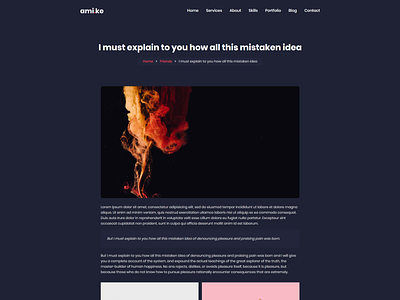 ami.ko
Home Services About Skills Portfolio Blog Contact
I must explain to you how all this mistaken idea
Home I must explain to you how all this mistaken idea
Lorem ipsum dolor sit amet, consectetur adipiscing elit, sed do eiusmod tempor incididunt ut labore et dolore magna
aliqua. Ut enim ad minim veniam, quis nostrud exercitation ullamco laboris nisi ut aliquip ex ea commodo consequat.
Duis aute irure dolor in reprehenderit in voluptate velit esse cillum dolore eu fugiat nulla pariatur. Excepteur sint
occaecat cupidatat non proident, sunt in culpa qui officia deserunt mollit anim id est laborum.
But I must explain to you how all this mistaken idea of denouncing pleasure and praising pain was born.
But I must explain to you how all this mistaken idea of denouncing pleasure and praising pain was born and I will give
you a complete account of the system, and expound the actual teachings of the great explorer of the truth, the
master-builder of human happiness. No one rejects, dislikes, or avoids pleasure itself, because it is pleasure, but
because those who do not know how to pursue pleasure rationally encounter consequences that are extremely.